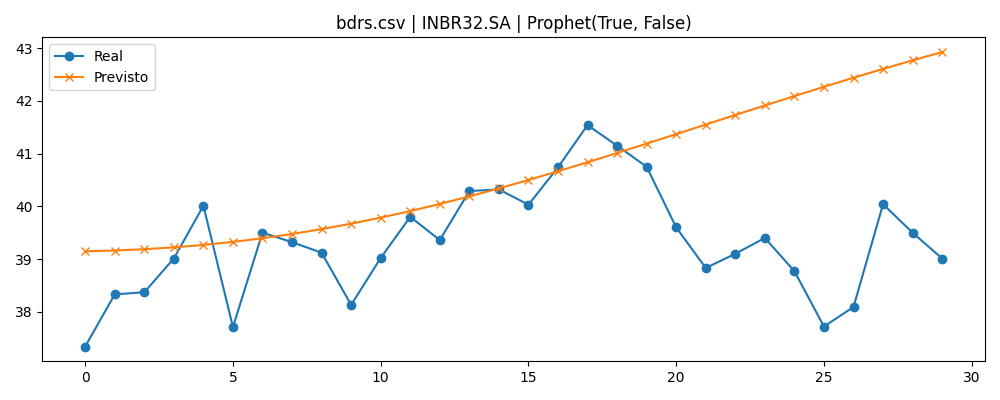 bdrs.csv | INBR32.SA | Prophet(True, False)
Real
Previsto
43
42
41
40
39
38
0 5 10 15 20 25 30